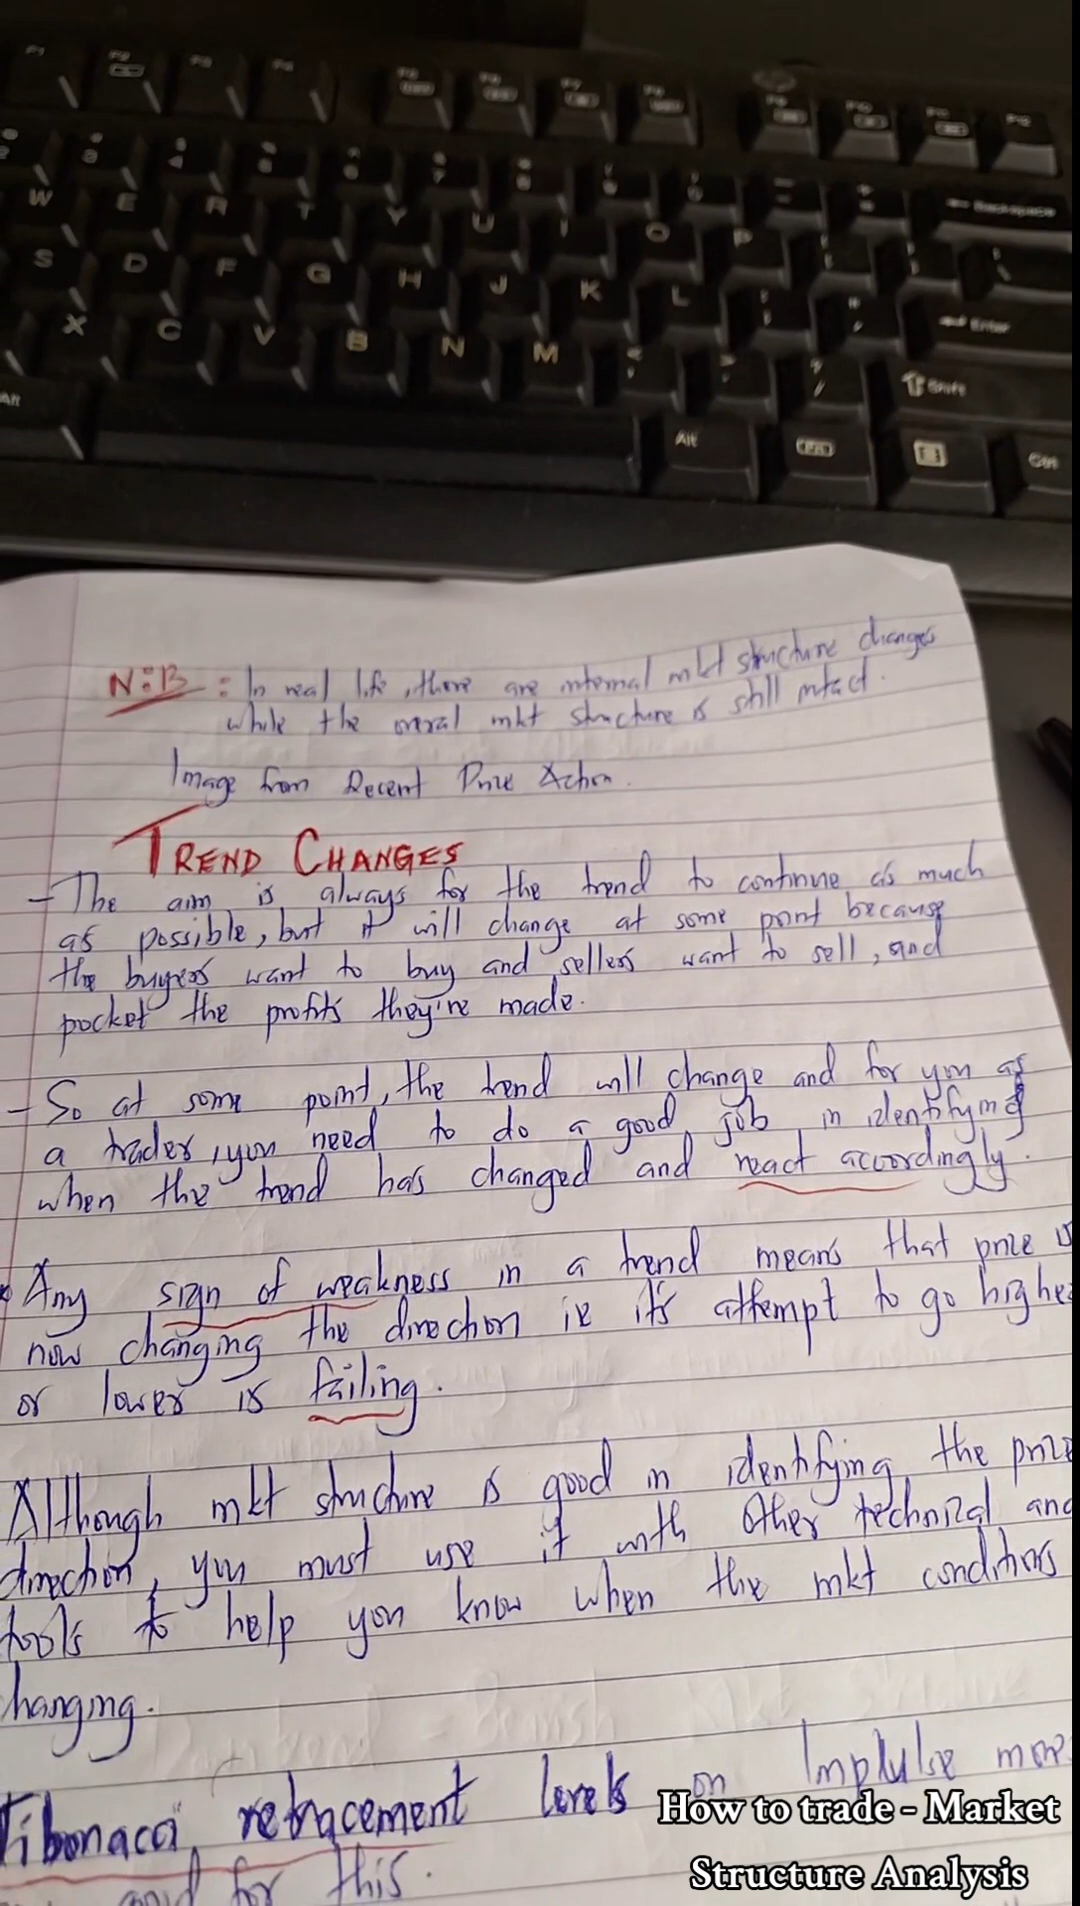 W E R T Y U I O P
S D F G H J K L
Enter
X C V B N M
Shift
Alt
Alt
N:B := In real life, there are internal mkt structure changes
while the overal mkt structure is still intact.
Image from Recent Price Action.
TREND CHANGES
- The aim is always for the trend to continue as much
as possible, but it will change at some point because
the buyers want to buy and sellers want to sell, and
pocket the profits they're made.
- So at some point, the trend will change and for you as
a trader, you need to do a good job in identifying
when the trend has changed and react accordingly.
Any sign of weakness in a trend means that price is
now changing the direction ie it's attempt to go higher
or lower is failing.
Although mkt structure is good in identifying the price
direction, you must use it with other technical and
tools to help you know when the mkt conditions
hanging.
Fibonacci retracement levels on Implulse
for this.
How to trade - Market
Structure Analysis